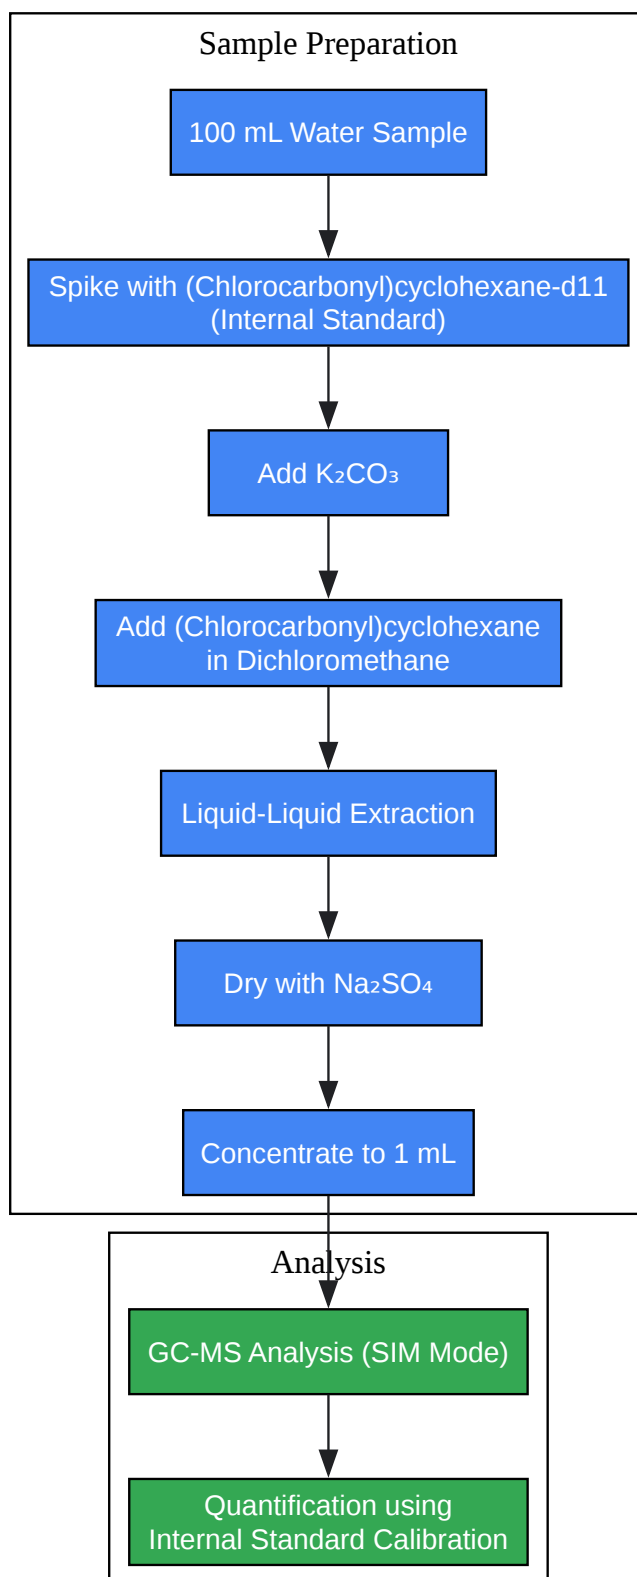 Sample Preparation
100 mL Water Sample
Spike with (Chlorocarbonyl)cyclohexane-d11
(Internal Standard)
Add K₂CO₃
Add (Chlorocarbonyl)cyclohexane
in Dichloromethane
Liquid-Liquid Extraction
Dry with Na₂SO₄
Concentrate to 1 mL
Analysis
GC-MS Analysis (SIM Mode)
Quantification using
Internal Standard Calibration